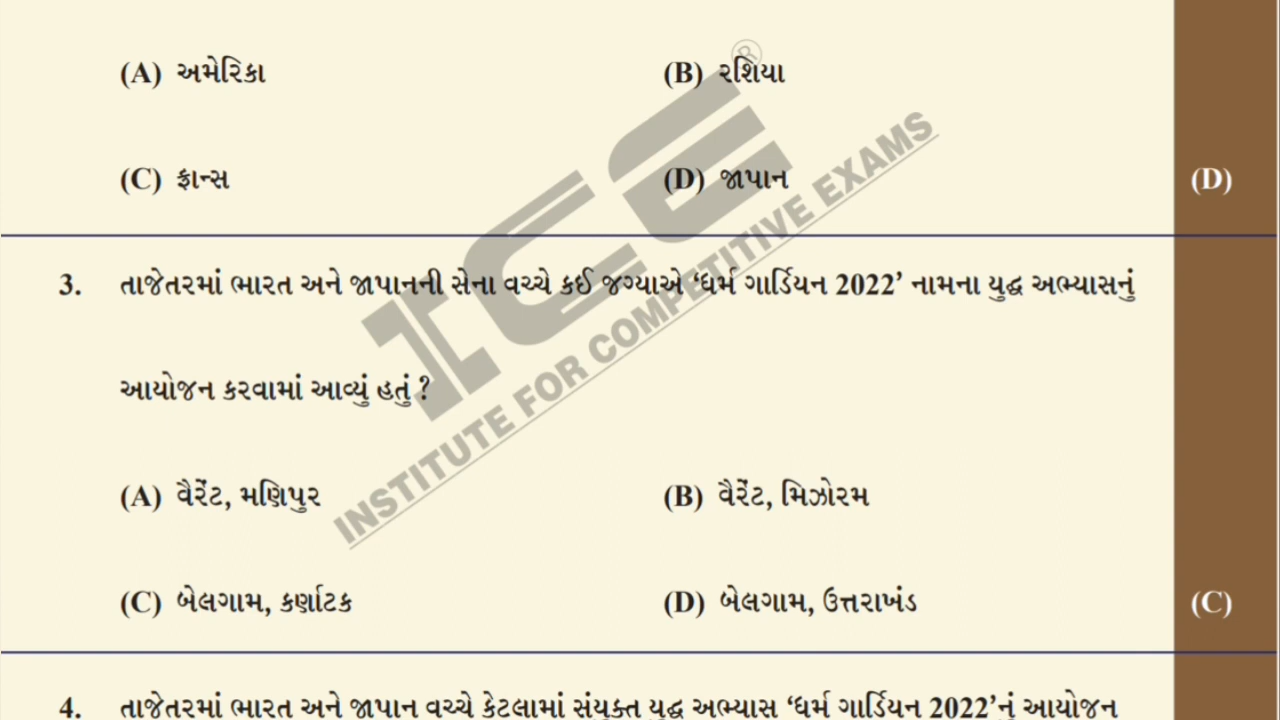 (A) અમેરિકા (B) રશિયા
(C) ફ્રાન્સ (D) જાપાન (D)
3. તાજેતરમાં ભારત અને જાપાનની સેના વચ્ચે કઈ જગ્યાએ ‘ધર્મ ગાર્ડિયન 2022’ નામના યુદ્ધ અભ્યાસનું
આયોજન કરવામાં આવ્યું હતું ?
(A) વૈરેંટ, મણિપુર (B) વૈરેંટ, મિઝોરમ
(C) બેલગામ, કર્ણાટક (D) બેલગામ, ઉત્તરાખંડ (C)
4. તાજેતરમાં ભારત અને જાપાન વચ્ચે કેટલામાં સંયુક્ત યુદ્ધ અભ્યાસ ‘ધર્મ ગાર્ડિયન 2022’નું આયોજન
ICE ®
INSTITUTE FOR COMPETITIVE EXAMS